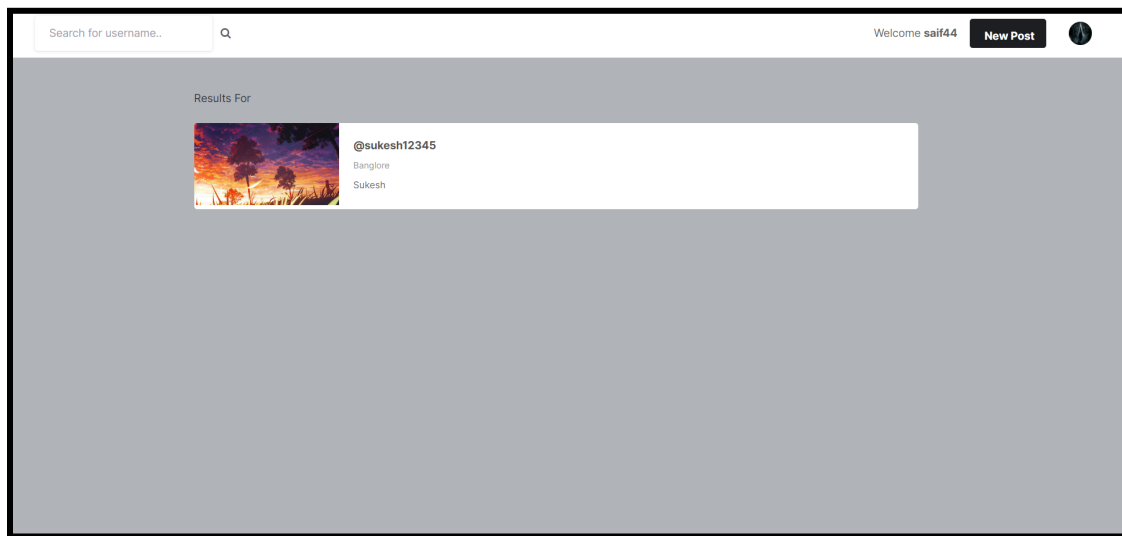 Search for username..
Welcome saif44
New Post
Results For
@sukesh12345
Banglore
Sukesh